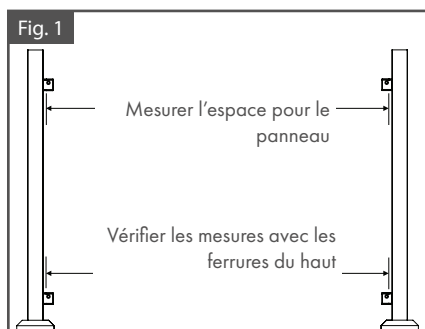 Fig. 1
Mesurer l’espace pour le
panneau
Vérifier les mesures avec les
ferrures du haut